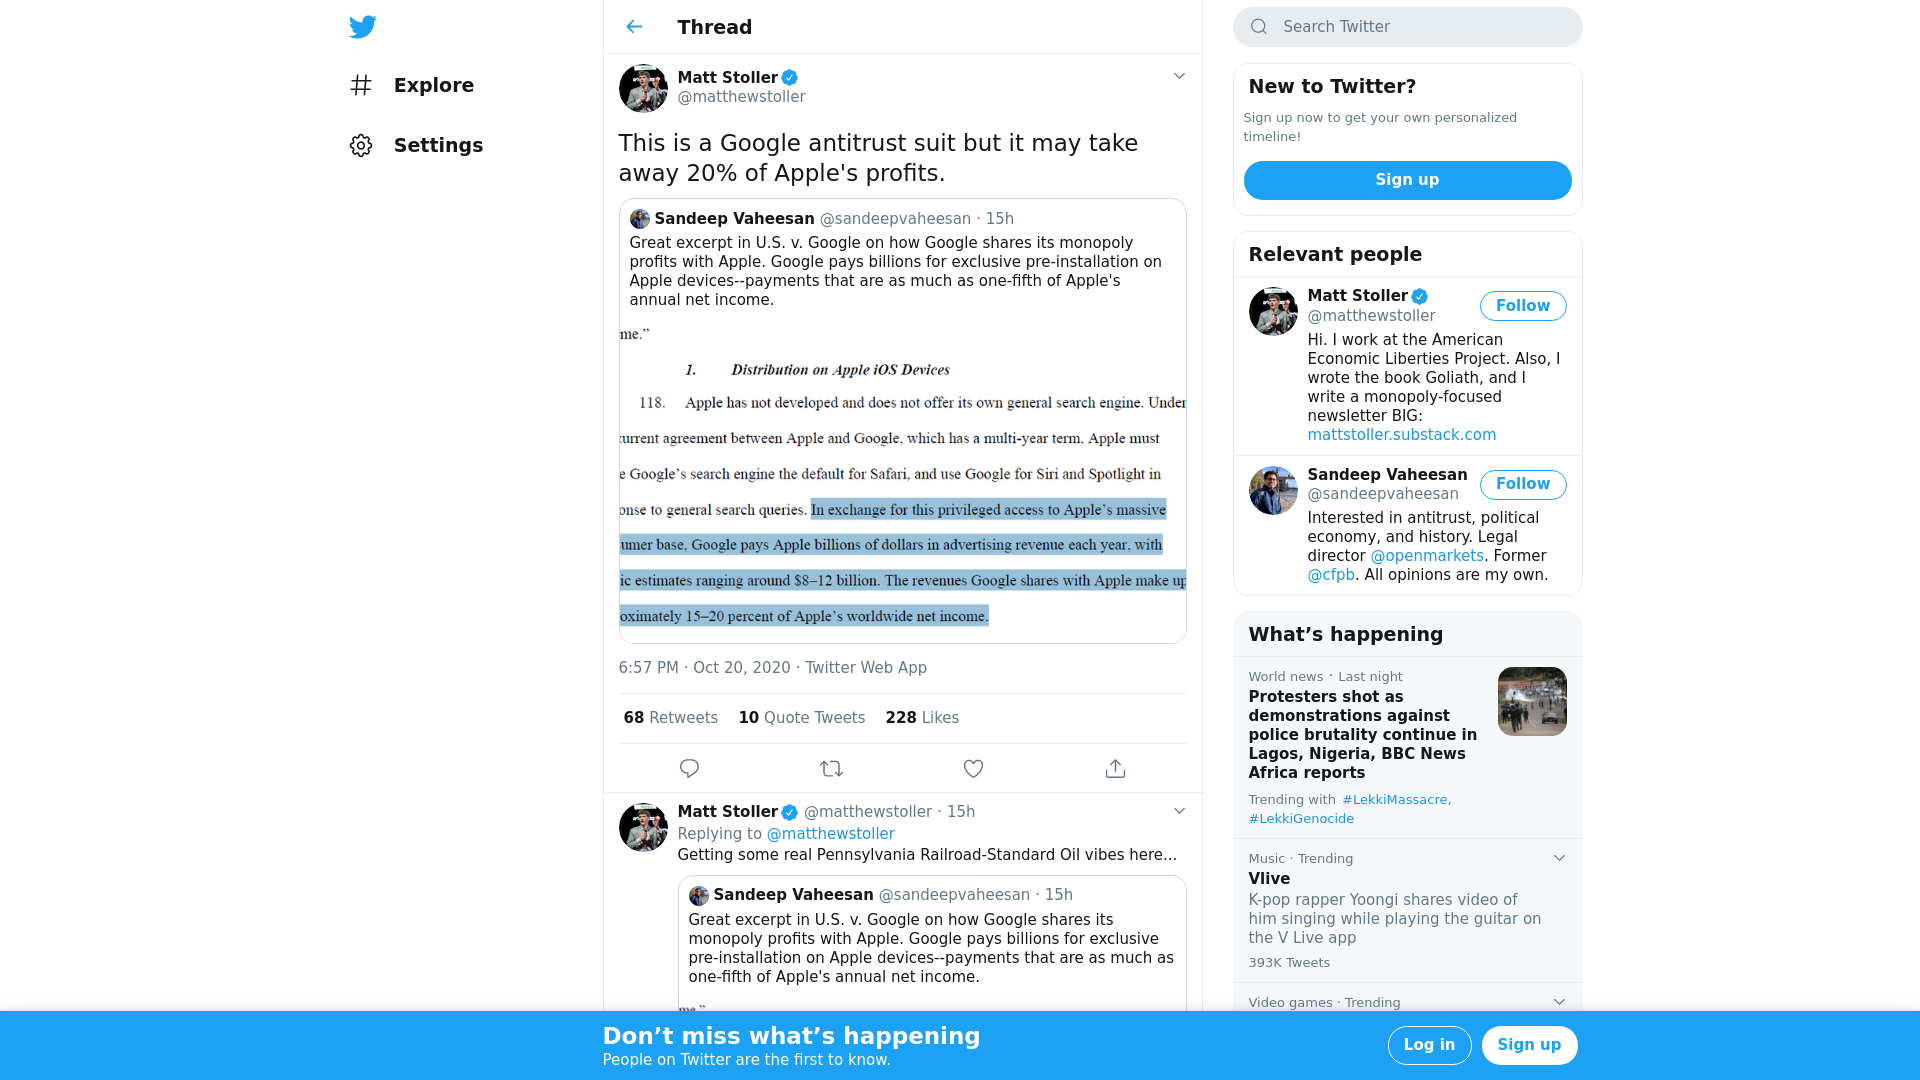 Explore
Settings
Thread
Matt Stoller
@matthewstoller
This is a Google antitrust suit but it may take
away 20% of Apple's profits.
Sandeep Vaheesan @sandeepvaheesan · 15h
Great excerpt in U.S. v. Google on how Google shares its monopoly
profits with Apple. Google pays billions for exclusive pre-installation on
Apple devices--payments that are as much as one-fifth of Apple's
annual net income.
me.”
1. Distribution on Apple iOS Devices
118. Apple has not developed and does not offer its own general search engine. Under
current agreement between Apple and Google, which has a multi-year term, Apple must
e Google’s search engine the default for Safari, and use Google for Siri and Spotlight in
onse to general search queries. In exchange for this privileged access to Apple’s massive
umer base, Google pays Apple billions of dollars in advertising revenue each year, with
ic estimates ranging around $8–12 billion. The revenues Google shares with Apple make up
oximately 15–20 percent of Apple’s worldwide net income.
6:57 PM · Oct 20, 2020 · Twitter Web App
68 Retweets 10 Quote Tweets 228 Likes
Matt Stoller @matthewstoller · 15h
Replying to @matthewstoller
Getting some real Pennsylvania Railroad-Standard Oil vibes here...
Sandeep Vaheesan @sandeepvaheesan · 15h
Great excerpt in U.S. v. Google on how Google shares its
monopoly profits with Apple. Google pays billions for exclusive
pre-installation on Apple devices--payments that are as much as
one-fifth of Apple's annual net income.
me.”
Search Twitter
New to Twitter?
Sign up now to get your own personalized
timeline!
Sign up
Relevant people
Matt Stoller
@matthewstoller
Follow
Hi. I work at the American
Economic Liberties Project. Also, I
wrote the book Goliath, and I
write a monopoly-focused
newsletter BIG:
mattstoller.substack.com
Sandeep Vaheesan
@sandeepvaheesan
Follow
Interested in antitrust, political
economy, and history. Legal
director @openmarkets. Former
@cfpb. All opinions are my own.
What’s happening
World news · Last night
Protesters shot as
demonstrations against
police brutality continue in
Lagos, Nigeria, BBC News
Africa reports
Trending with #LekkiMassacre,
#LekkiGenocide
Music · Trending
Vlive
K-pop rapper Yoongi shares video of
him singing while playing the guitar on
the V Live app
393K Tweets
Video games · Trending
Don’t miss what’s happening
People on Twitter are the first to know.
Log in
Sign up